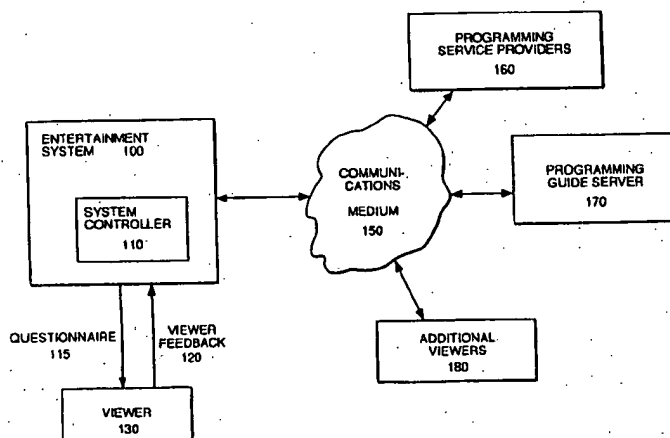 PROGRAMMING
SERVICE PROVIDERS
160
ENTERTAINMENT
SYSTEM 100
SYSTEM
CONTROLLER
110
COMMUNI-
CATIONS
MEDIUM
150
PROGRAMMING
GUIDE SERVER
170
QUESTIONNAIRE
115
VIEWER
FEEDBACK
120
ADDITIONAL
VIEWERS
180
VIEWER
130